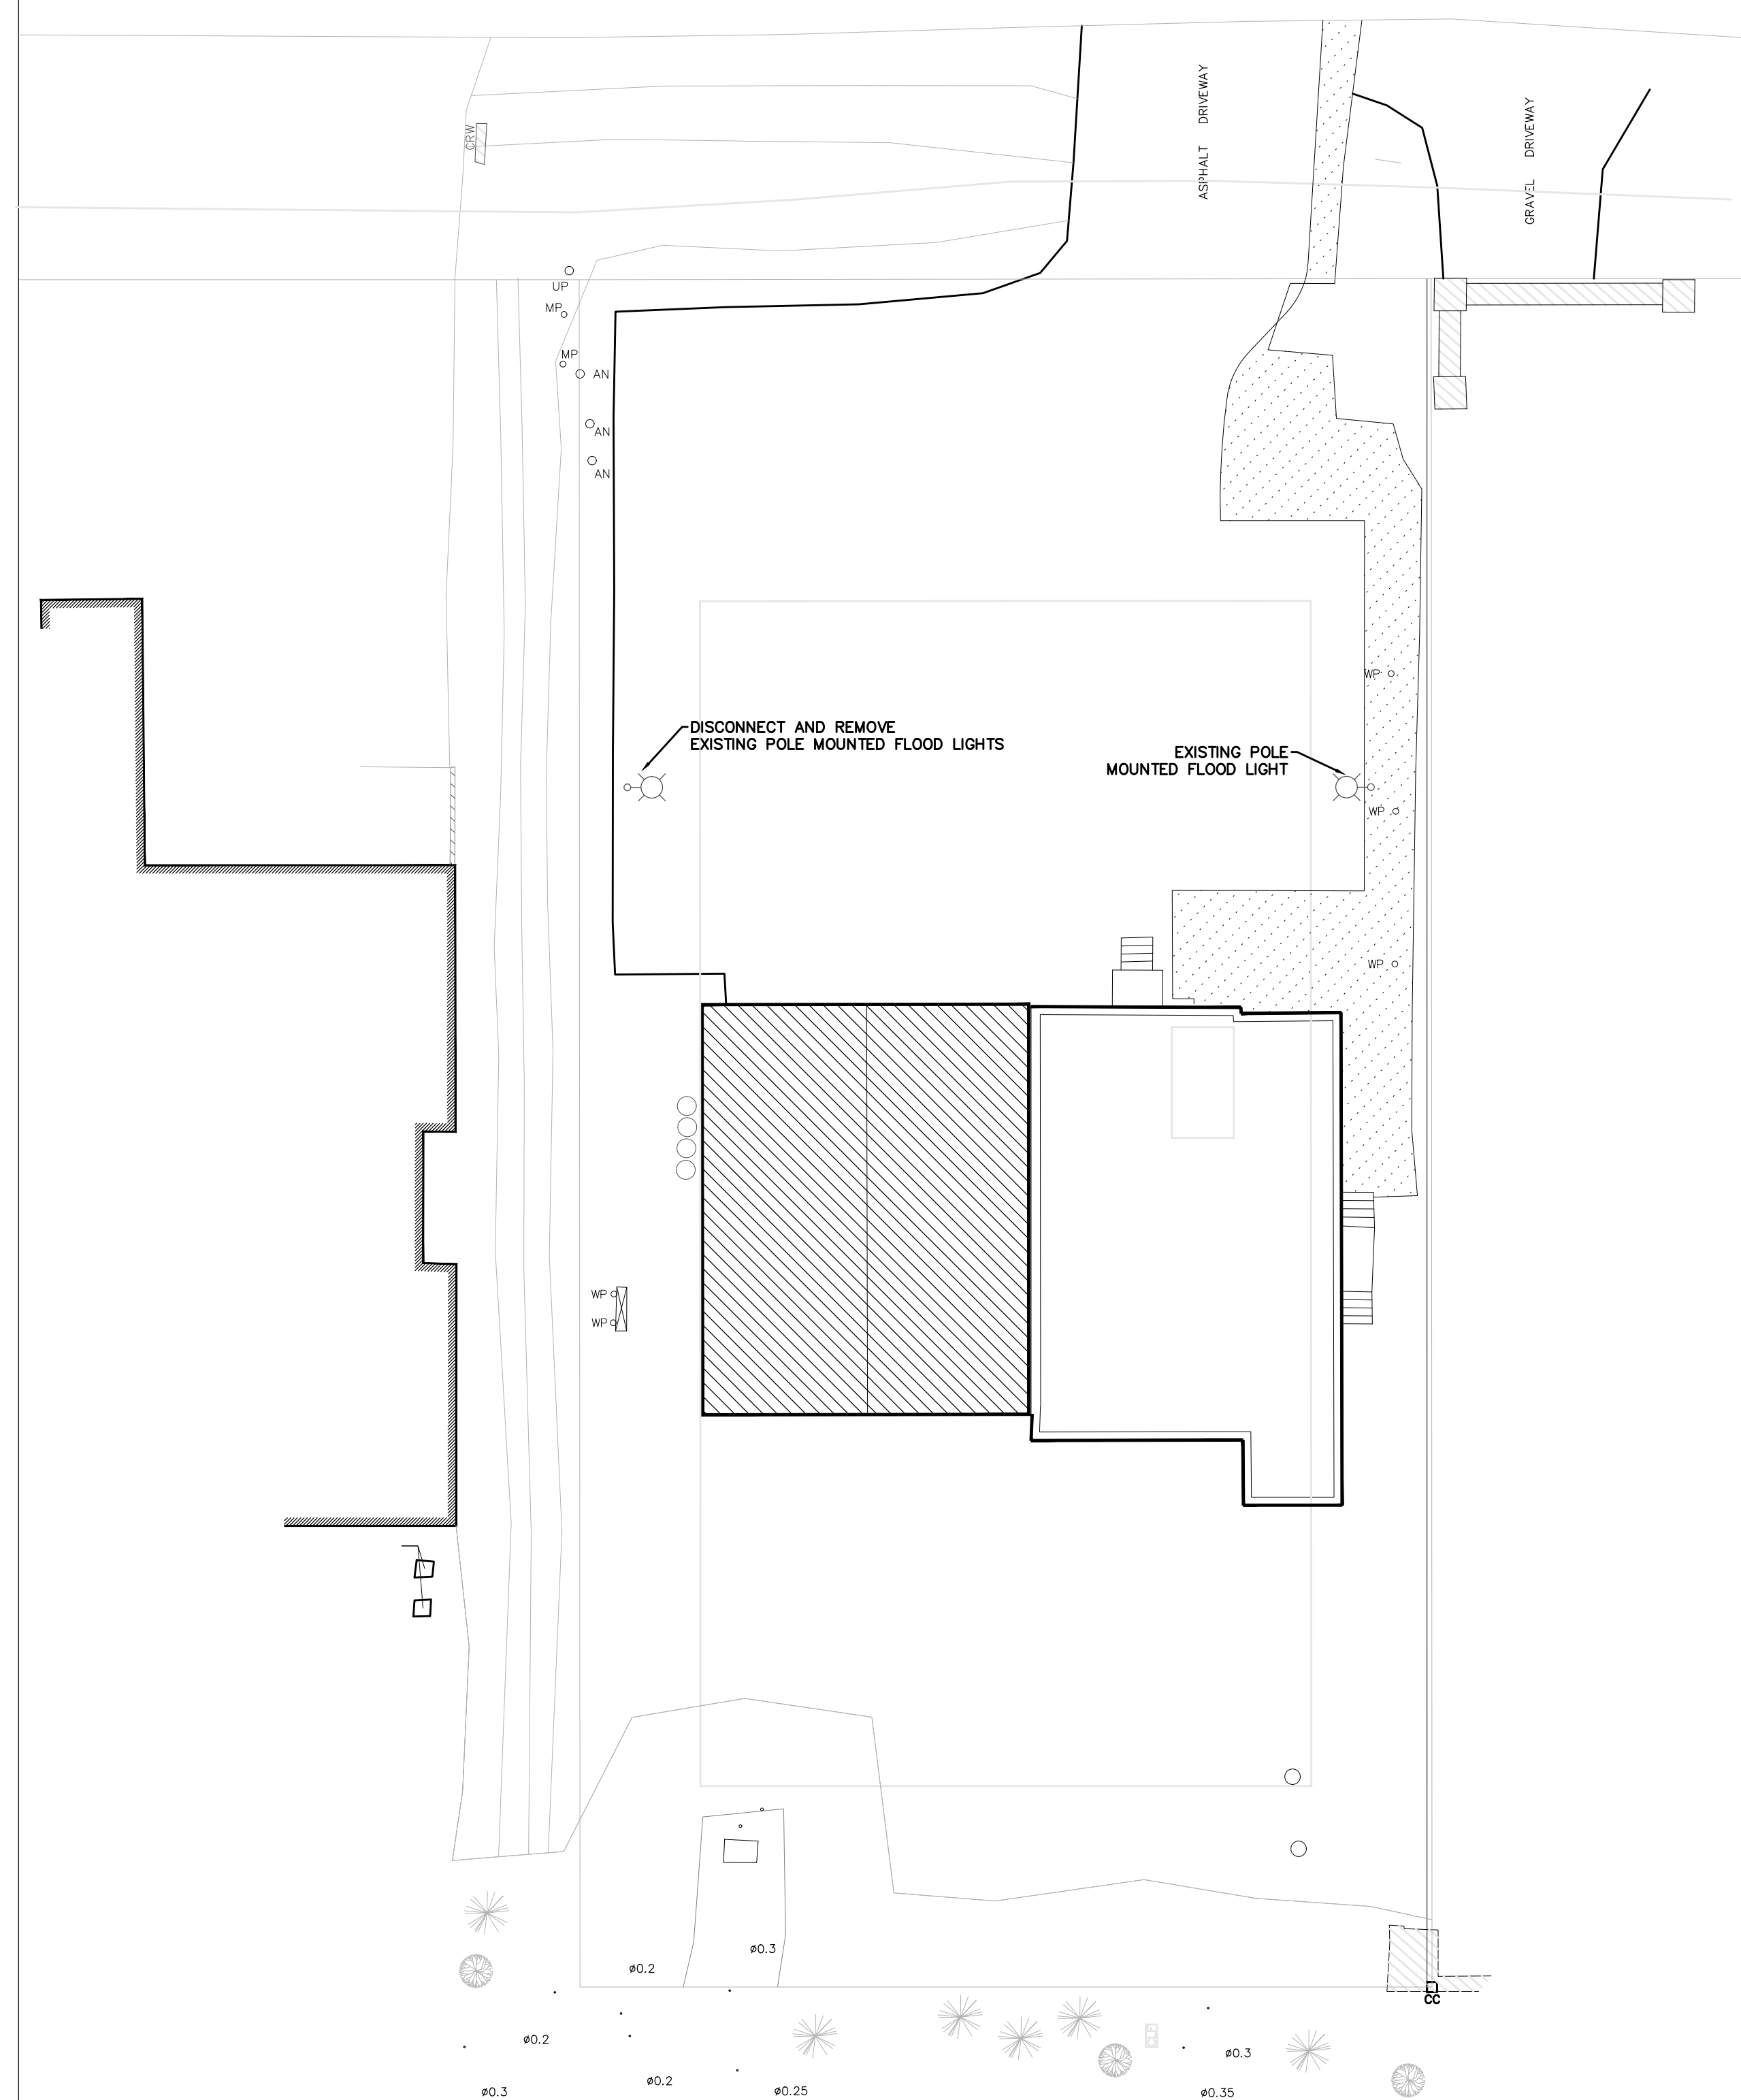 ASPHALT DRIVEWAY
GRAVEL DRIVEWAY
CRW
UP
MP
MP
AN
AN
AN
WP
DISCONNECT AND REMOVE
EXISTING POLE MOUNTED FLOOD LIGHTS
EXISTING POLE
MOUNTED FLOOD LIGHT
WP
WP
WP
WP
ø0.3
ø0.2
CC
ø0.2
ø0.3
ø0.2
ø0.25
ø0.3
ø0.35